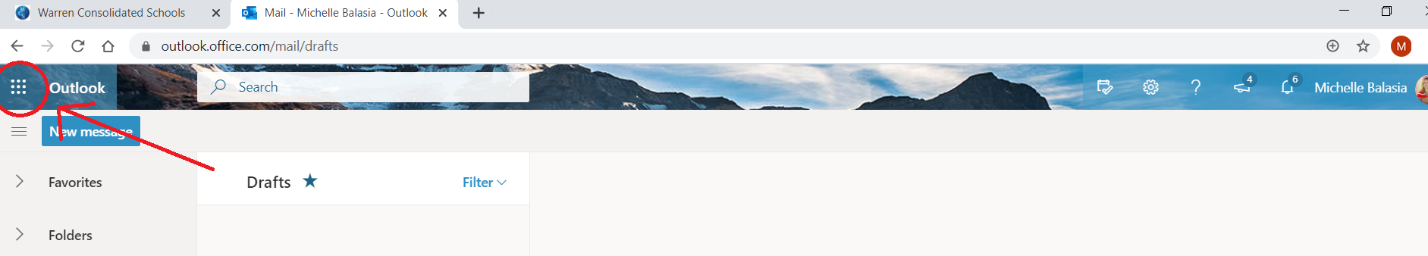 Warren Consolidated Schools
Mail - Michelle Balasia - Outlook
outlook.office.com/mail/drafts
M
Outlook
Search
4
6
Michelle Balasia
New message
Favorites
Drafts
Filter
Folders